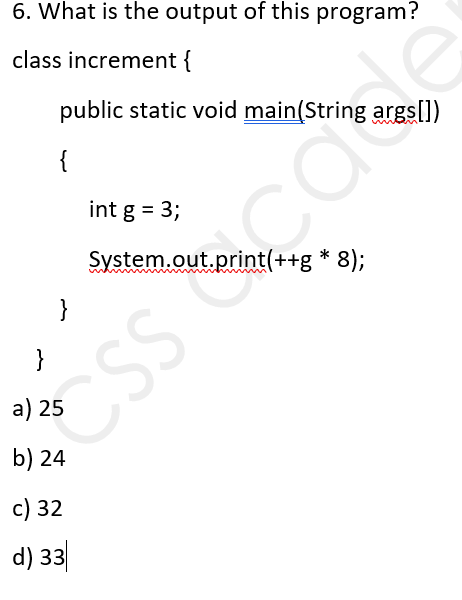 6. What is the output of this program?
class increment {
public static void main(String args[])
{
int g = 3;
System.out.print(++g * 8);
}
}
a) 25
b) 24
c) 32
d) 33
css acade